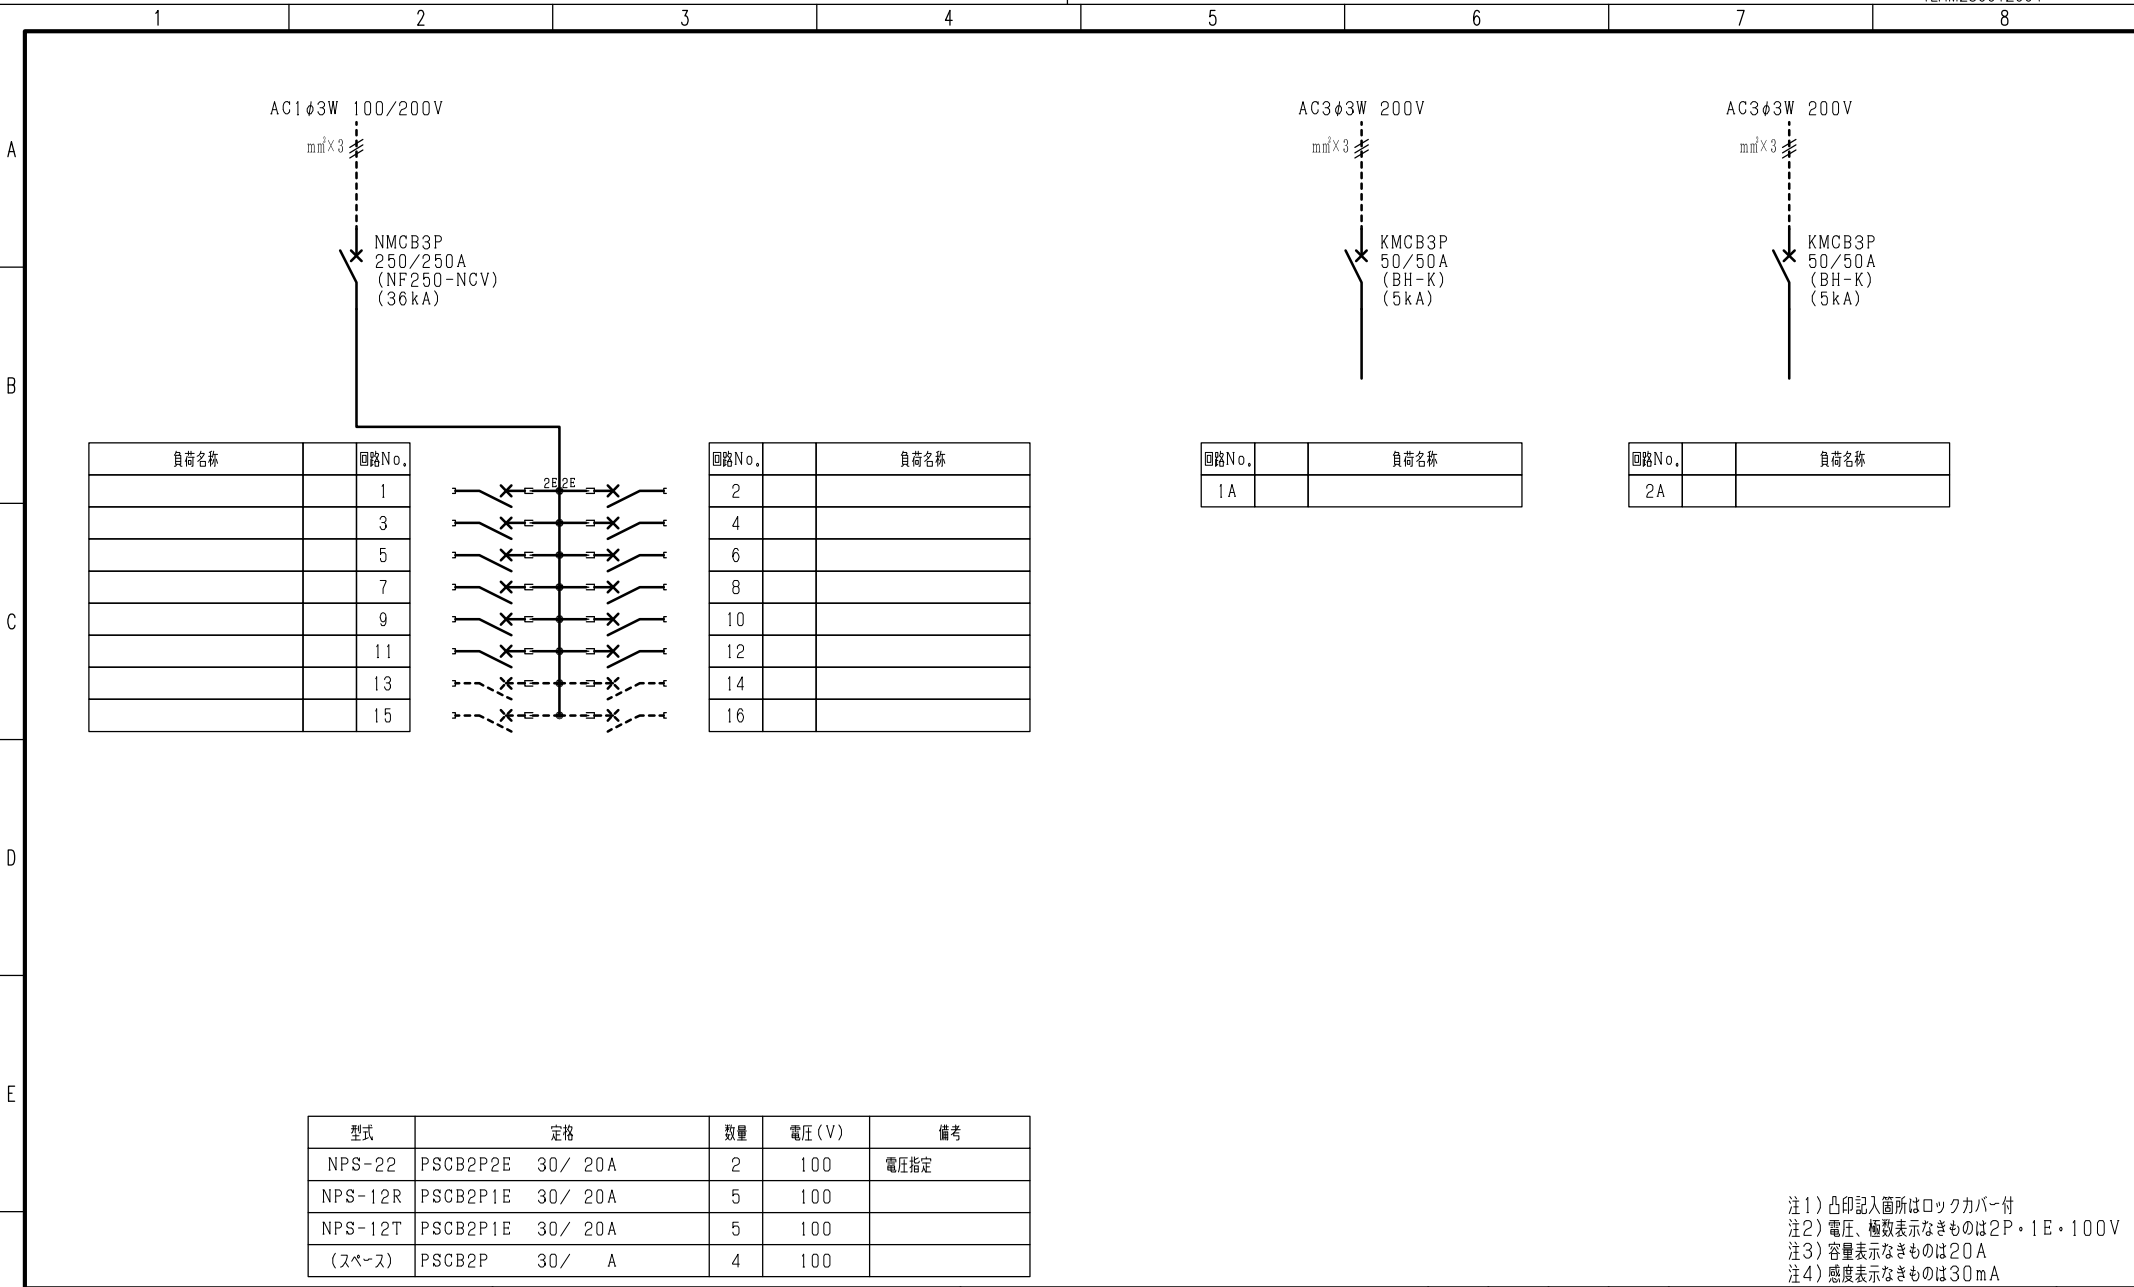 1 2 3 4 5 6 7 8
A
B
C
D
E
AC1φ3W 100/200V
mm²×3
NMCB3P
250/250A
(NF250-NCV)
(36kA)
AC3φ3W 200V
mm²×3
KMCB3P
50/50A
(BH-K)
(5kA)
AC3φ3W 200V
mm²×3
KMCB3P
50/50A
(BH-K)
(5kA)
負荷名称 回路No. 回路No. 負荷名称
1 2E 2E 2
3 4
5 6
7 8
9 10
11 12
13 14
15 16
回路No. 負荷名称
1A
回路No. 負荷名称
2A
型式 定格 数量 電圧(V) 備考
NPS-22 PSCB2P2E 30/ 20A 2 100 電圧指定
NPS-12R PSCB2P1E 30/ 20A 5 100
NPS-12T PSCB2P1E 30/ 20A 5 100
(スペース) PSCB2P 30/ A 4 100
注1)凸印記入箇所はロックカバー付
注2)電圧、極数表示なきものは2P・1E・100V
注3)容量表示なきものは20A
注4)感度表示なきものは30mA